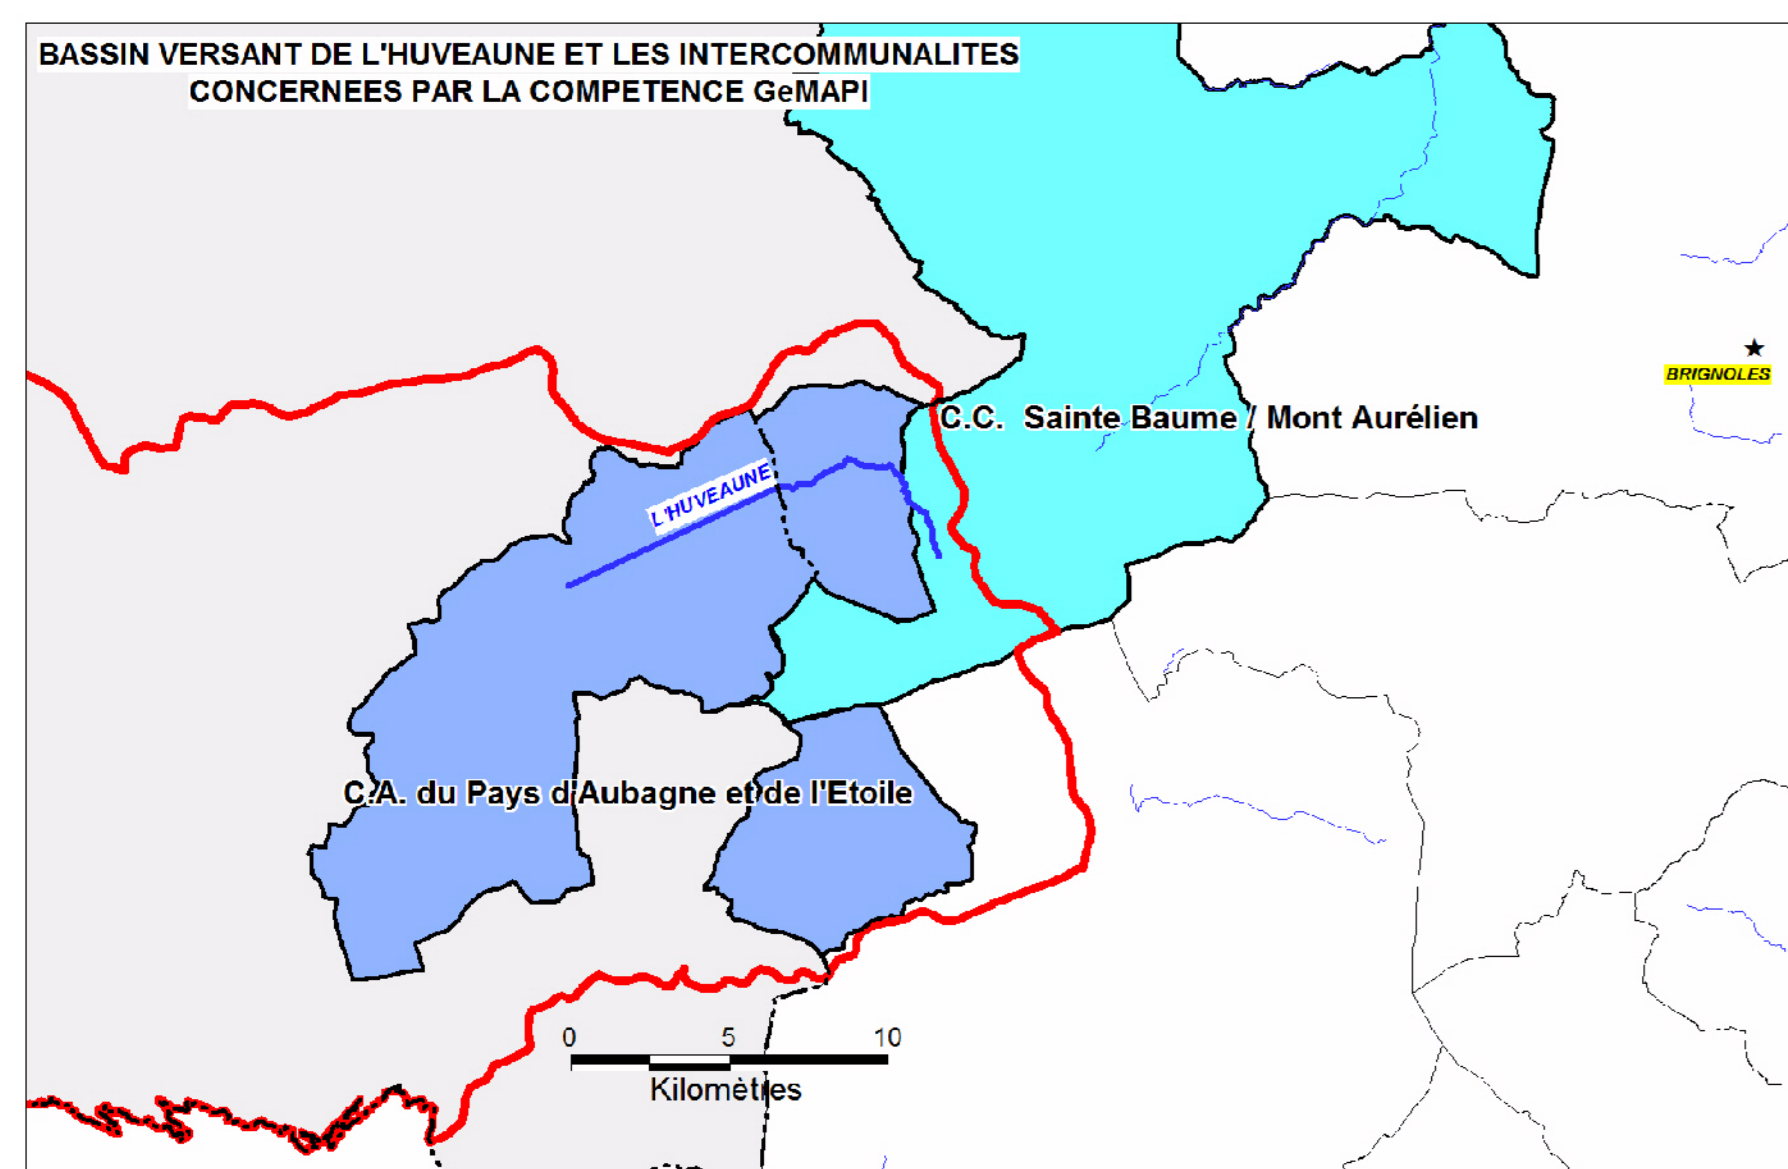 BASSIN VERSANT DE L'HUVEAUNE ET LES INTERCOMMUNALITES
CONCERNEES PAR LA COMPETENCE GeMAPI
BRIGNOLES
C.C. Sainte Baume / Mont Aurélien
L'HUVEAUNE
C.A. du Pays d'Aubagne et de l'Etoile
0 5 10
Kilomètres